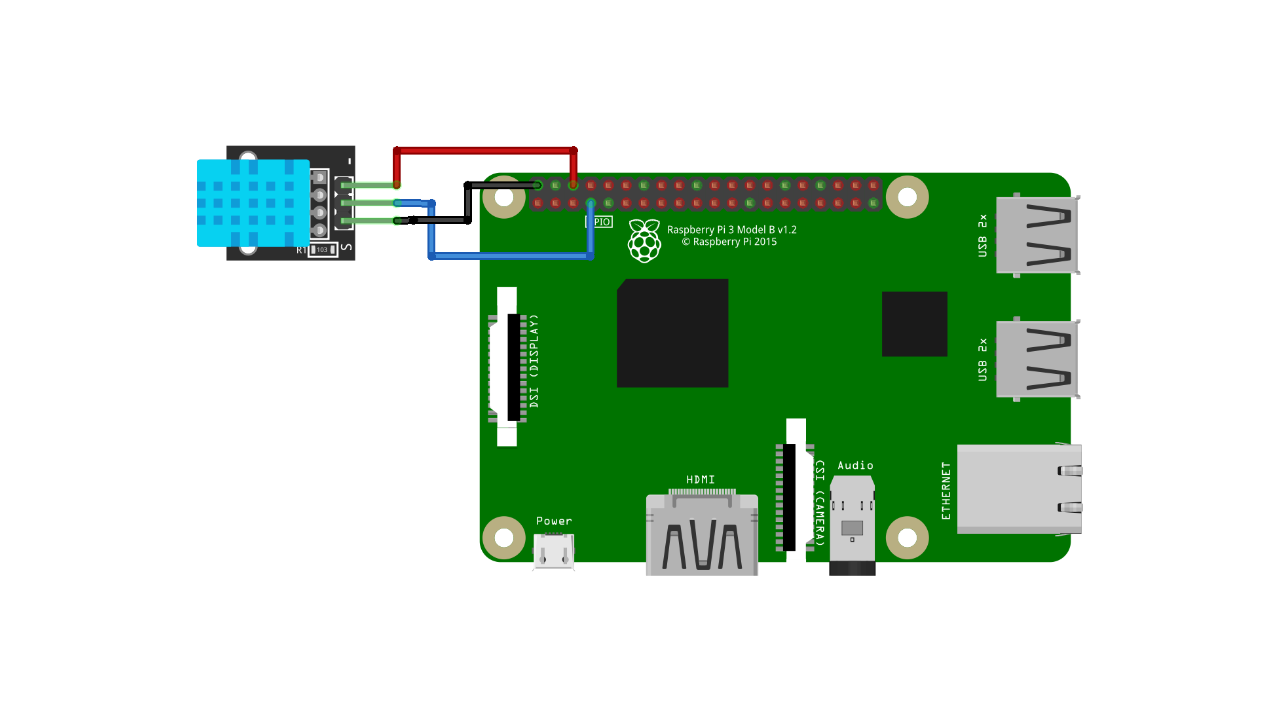 -
S
R1
103
GPIO
Raspberry Pi 3 Model B v1.2
© Raspberry Pi 2015
USB 2x
USB 2x
DSI (DISPLAY)
HDMI
CSI (CAMERA)
Audio
ETHERNET
Power